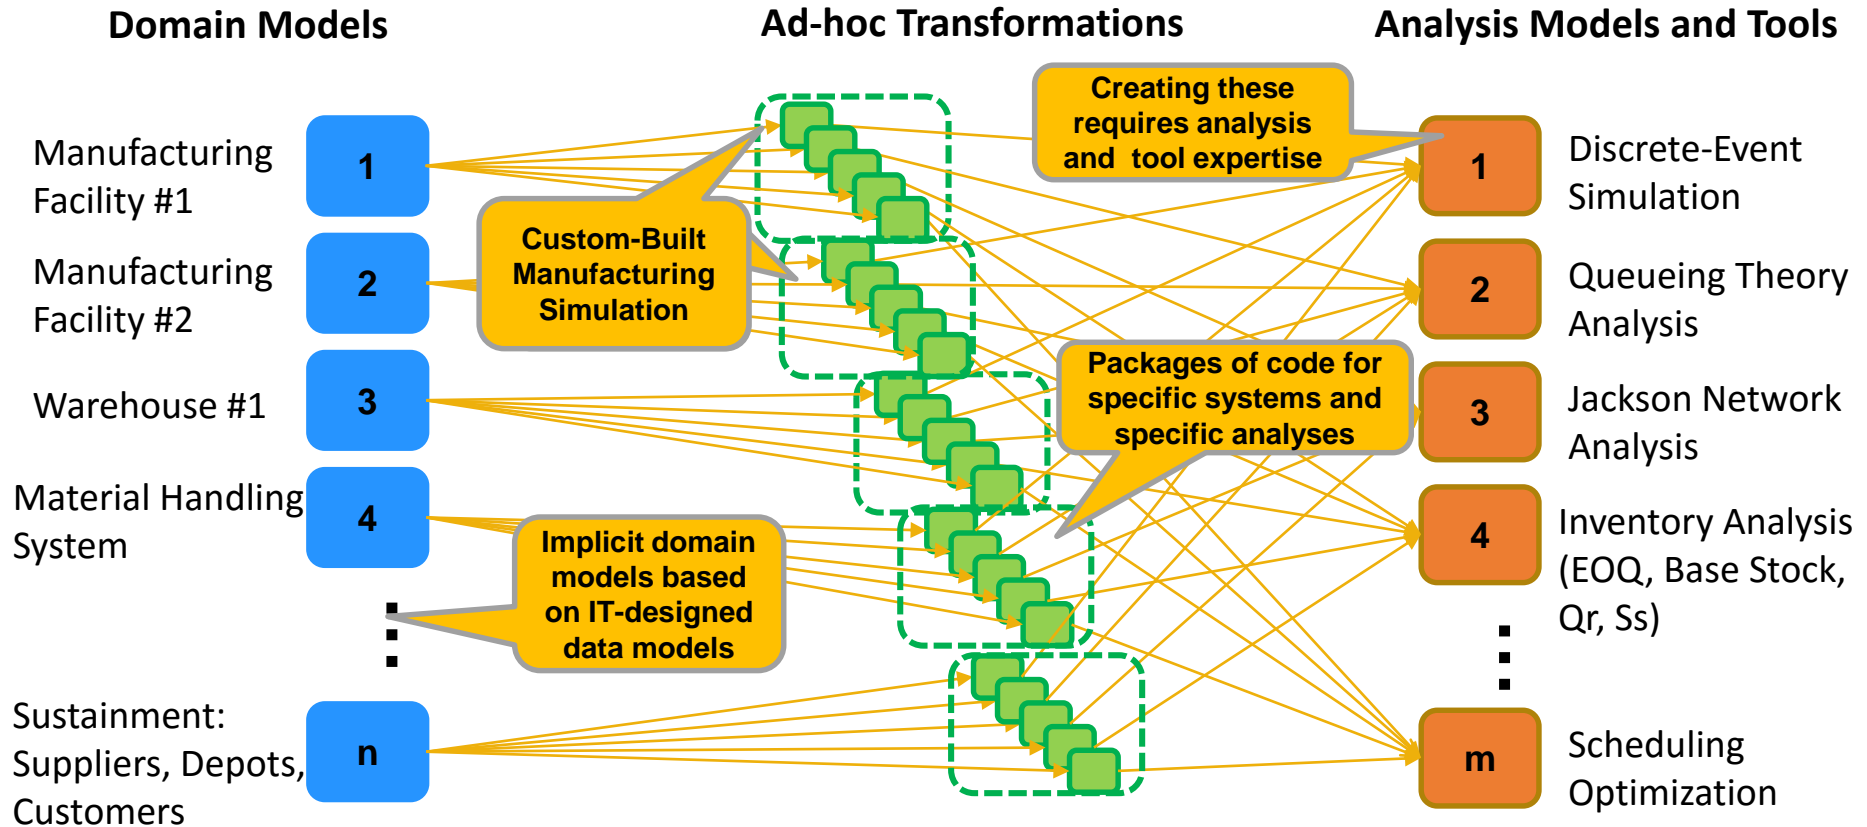 Domain Models
Ad-hoc Transformations
Analysis Models and Tools
Manufacturing
Facility #1
1
Manufacturing
Facility #2
2
Warehouse #1
3
Material Handling
System
4
Sustainment:
Suppliers, Depots,
Customers
n
Custom-Built
Manufacturing
Simulation
Implicit domain
models based
on IT-designed
data models
Creating these
requires analysis
and tool expertise
Packages of code for
specific systems and
specific analyses
1
Discrete-Event
Simulation
2
Queueing Theory
Analysis
3
Jackson Network
Analysis
4
Inventory Analysis
(EOQ, Base Stock,
Qr, Ss)
m
Scheduling
Optimization